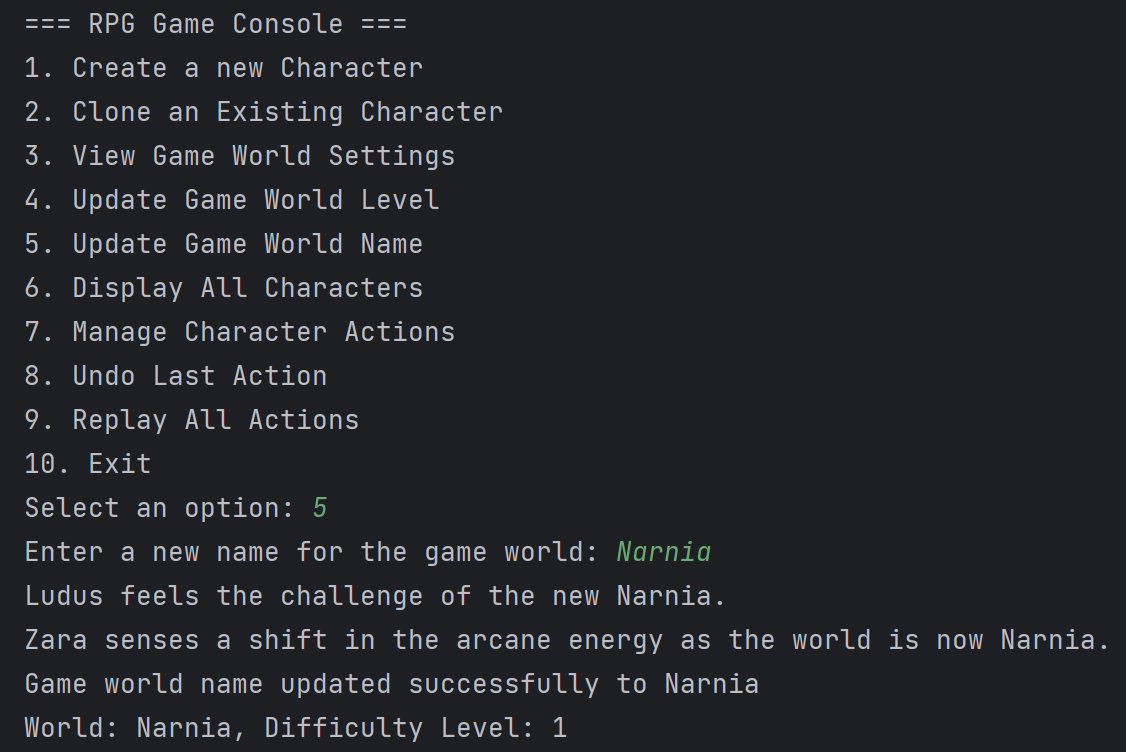 === RPG Game Console ===
1. Create a new Character
2. Clone an Existing Character
3. View Game World Settings
4. Update Game World Level
5. Update Game World Name
6. Display All Characters
7. Manage Character Actions
8. Undo Last Action
9. Replay All Actions
10. Exit
Select an option: 5
Enter a new name for the game world: Narnia
Ludus feels the challenge of the new Narnia.
Zara senses a shift in the arcane energy as the world is now Narnia.
Game world name updated successfully to Narnia
World: Narnia, Difficulty Level: 1